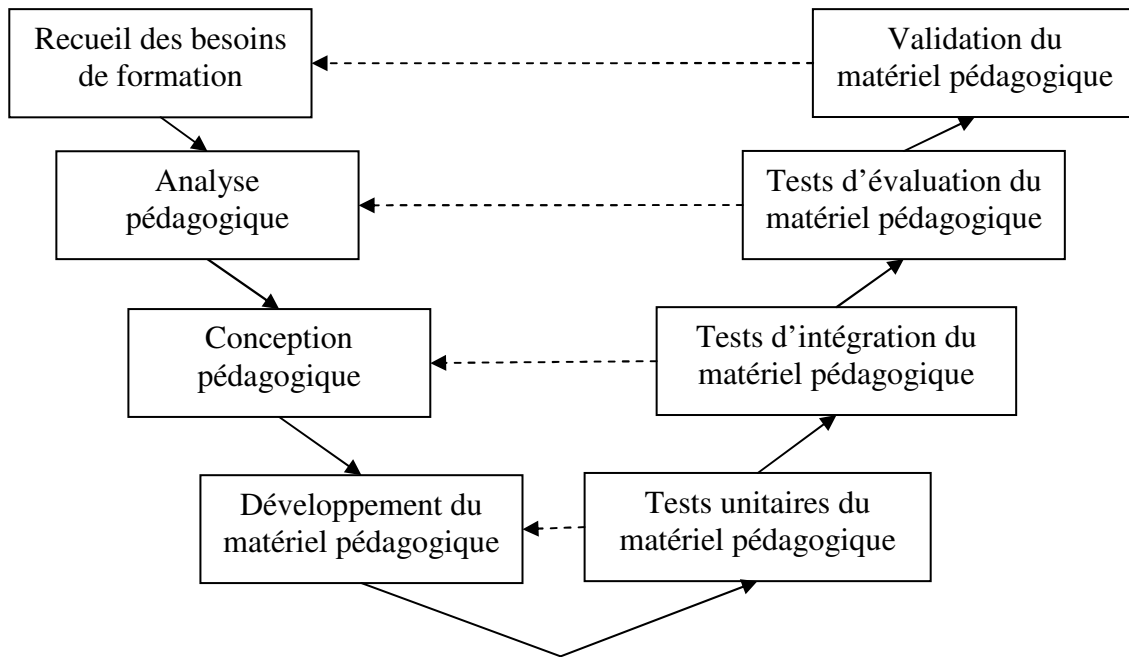 Recueil des besoins
de formation
Validation du
matériel pédagogique
Analyse
pédagogique
Tests d’évaluation du
matériel pédagogique
Conception
pédagogique
Tests d’intégration du
matériel pédagogique
Développement du
matériel pédagogique
Tests unitaires du
matériel pédagogique